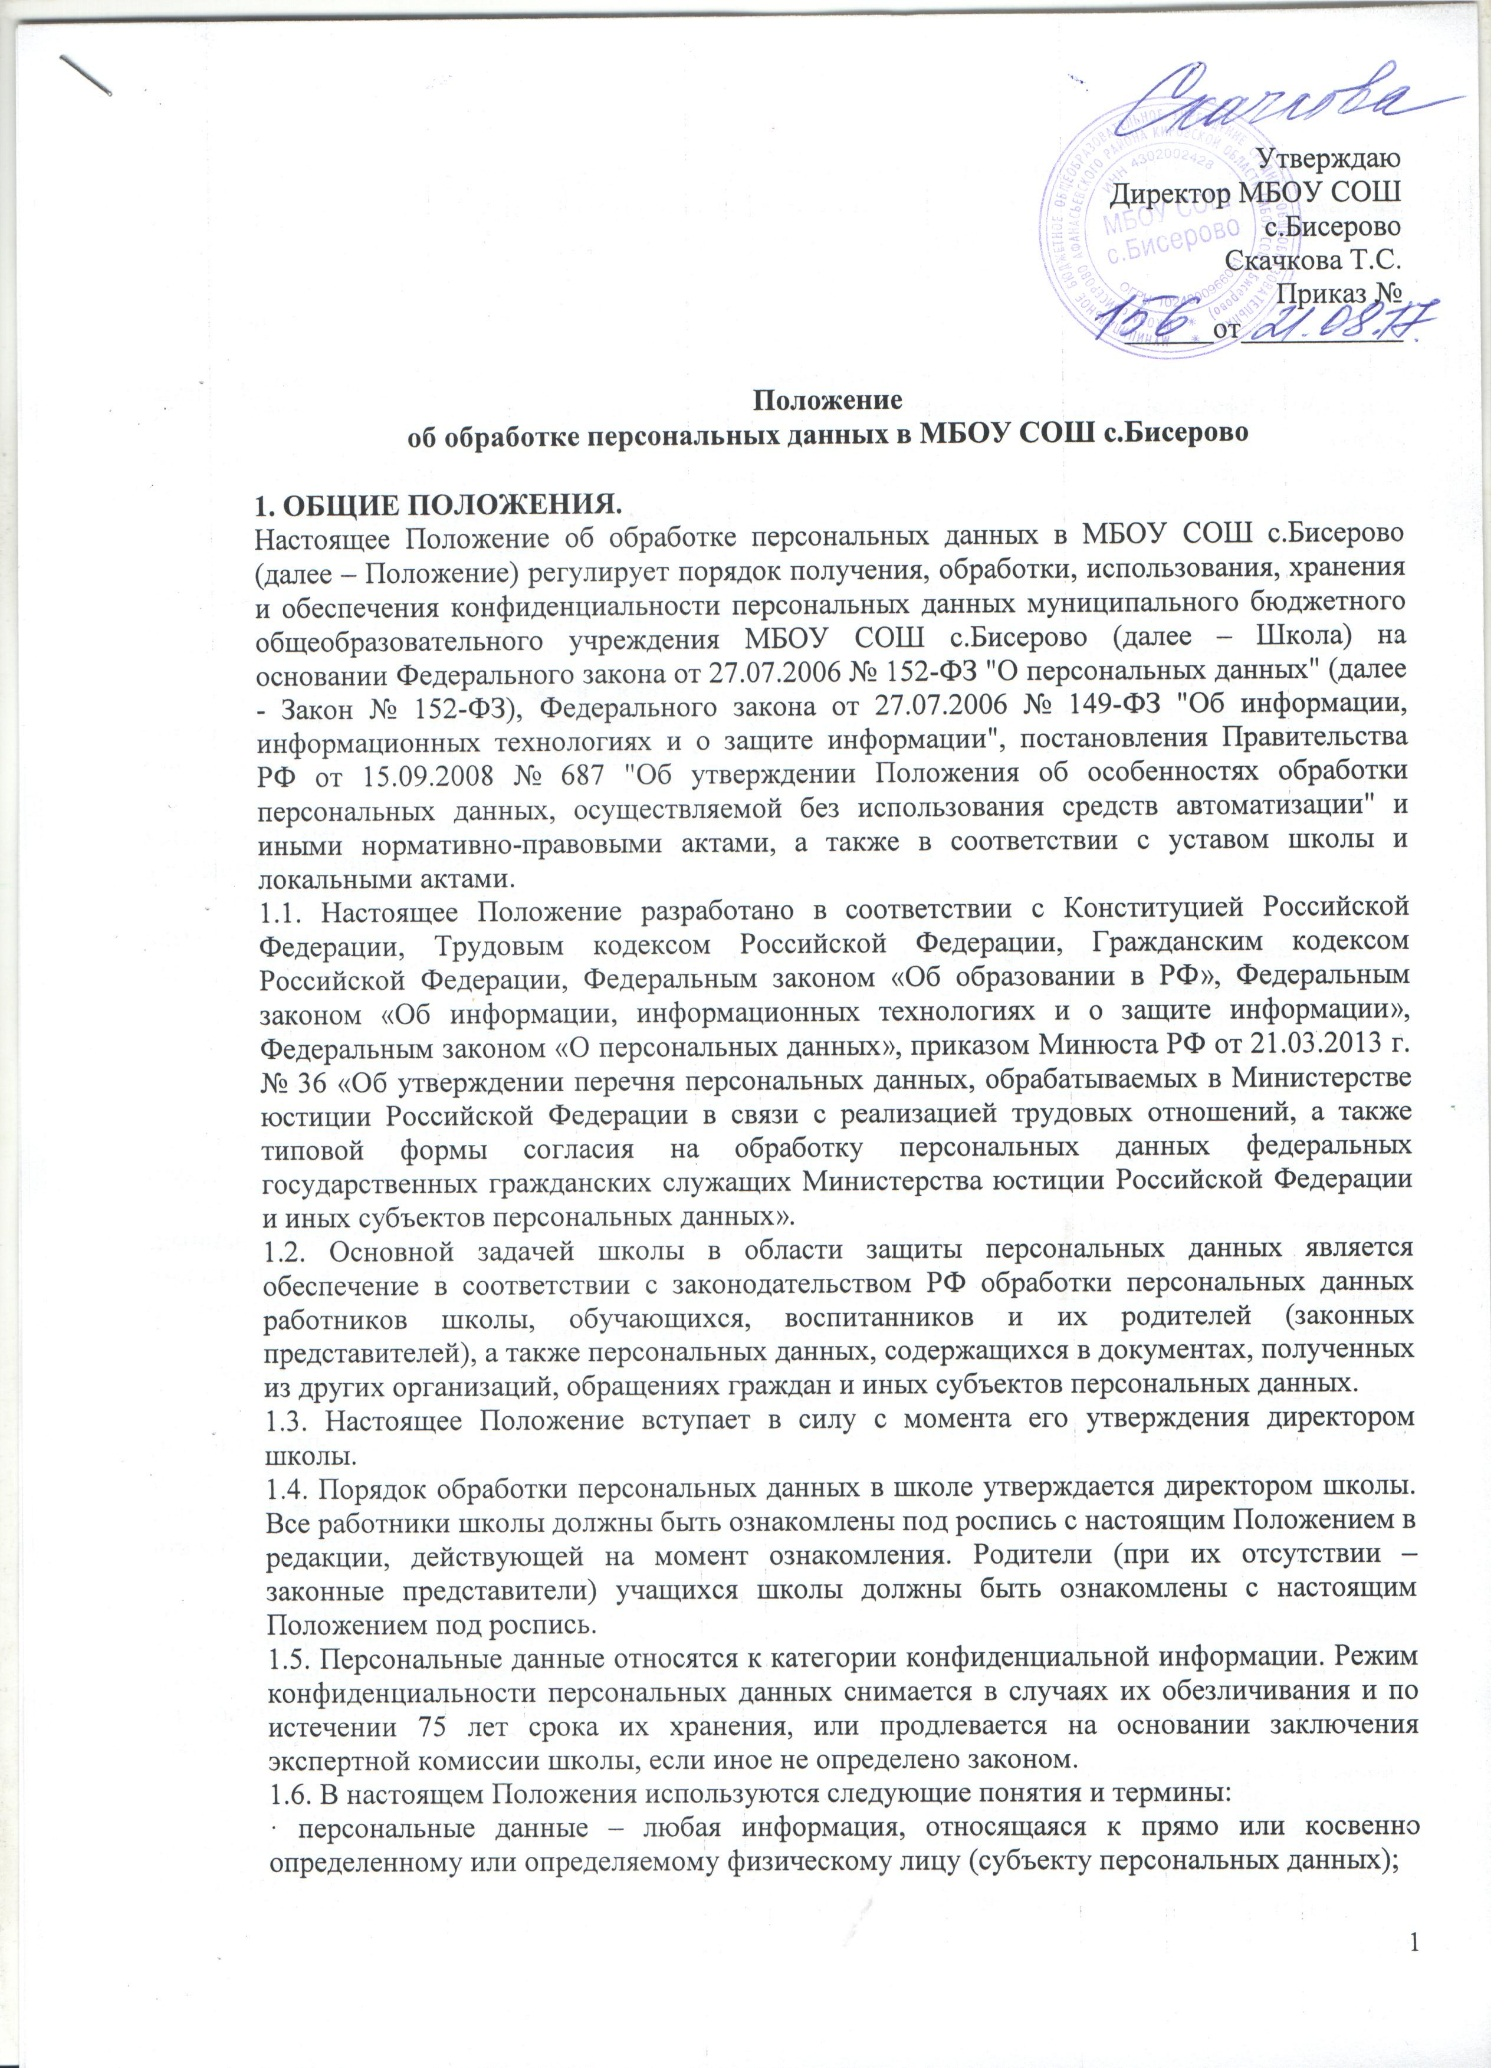 Скачкова
Утверждаю
Директор МБОУ СОШ
с.Бисерово
Скачкова Т.С.
Приказ №
156 от 21.08.17.
ИНН 4302002428
МБОУ СОШ
с.Бисерово
Положение
об обработке персональных данных в МБОУ СОШ с.Бисерово
1. ОБЩИЕ ПОЛОЖЕНИЯ.
Настоящее Положение об обработке персональных данных в МБОУ СОШ с.Бисерово
(далее – Положение) регулирует порядок получения, обработки, использования, хранения
и обеспечения конфиденциальности персональных данных муниципального бюджетного
общеобразовательного учреждения МБОУ СОШ с.Бисерово (далее – Школа) на
основании Федерального закона от 27.07.2006 № 152-ФЗ "О персональных данных" (далее
- Закон № 152-ФЗ), Федерального закона от 27.07.2006 № 149-ФЗ "Об информации,
информационных технологиях и о защите информации", постановления Правительства
РФ от 15.09.2008 № 687 "Об утверждении Положения об особенностях обработки
персональных данных, осуществляемой без использования средств автоматизации" и
иными нормативно-правовыми актами, а также в соответствии с уставом школы и
локальными актами.
1.1. Настоящее Положение разработано в соответствии с Конституцией Российской
Федерации, Трудовым кодексом Российской Федерации, Гражданским кодексом
Российской Федерации, Федеральным законом «Об образовании в РФ», Федеральным
законом «Об информации, информационных технологиях и о защите информации»,
Федеральным законом «О персональных данных», приказом Минюста РФ от 21.03.2013 г.
№ 36 «Об утверждении перечня персональных данных, обрабатываемых в Министерстве
юстиции Российской Федерации в связи с реализацией трудовых отношений, а также
типовой формы согласия на обработку персональных данных федеральных
государственных гражданских служащих Министерства юстиции Российской Федерации
и иных субъектов персональных данных».
1.2. Основной задачей школы в области защиты персональных данных является
обеспечение в соответствии с законодательством РФ обработки персональных данных
работников школы, обучающихся, воспитанников и их родителей (законных
представителей), а также персональных данных, содержащихся в документах, полученных
из других организаций, обращениях граждан и иных субъектов персональных данных.
1.3. Настоящее Положение вступает в силу с момента его утверждения директором
школы.
1.4. Порядок обработки персональных данных в школе утверждается директором школы.
Все работники школы должны быть ознакомлены под роспись с настоящим Положением в
редакции, действующей на момент ознакомления. Родители (при их отсутствии –
законные представители) учащихся школы должны быть ознакомлены с настоящим
Положением под роспись.
1.5. Персональные данные относятся к категории конфиденциальной информации. Режим
конфиденциальности персональных данных снимается в случаях их обезличивания и по
истечении 75 лет срока их хранения, или продлевается на основании заключения
экспертной комиссии школы, если иное не определено законом.
1.6. В настоящем Положения используются следующие понятия и термины:
· персональные данные – любая информация, относящаяся к прямо или косвенно
определенному или определяемому физическому лицу (субъекту персональных данных);
1